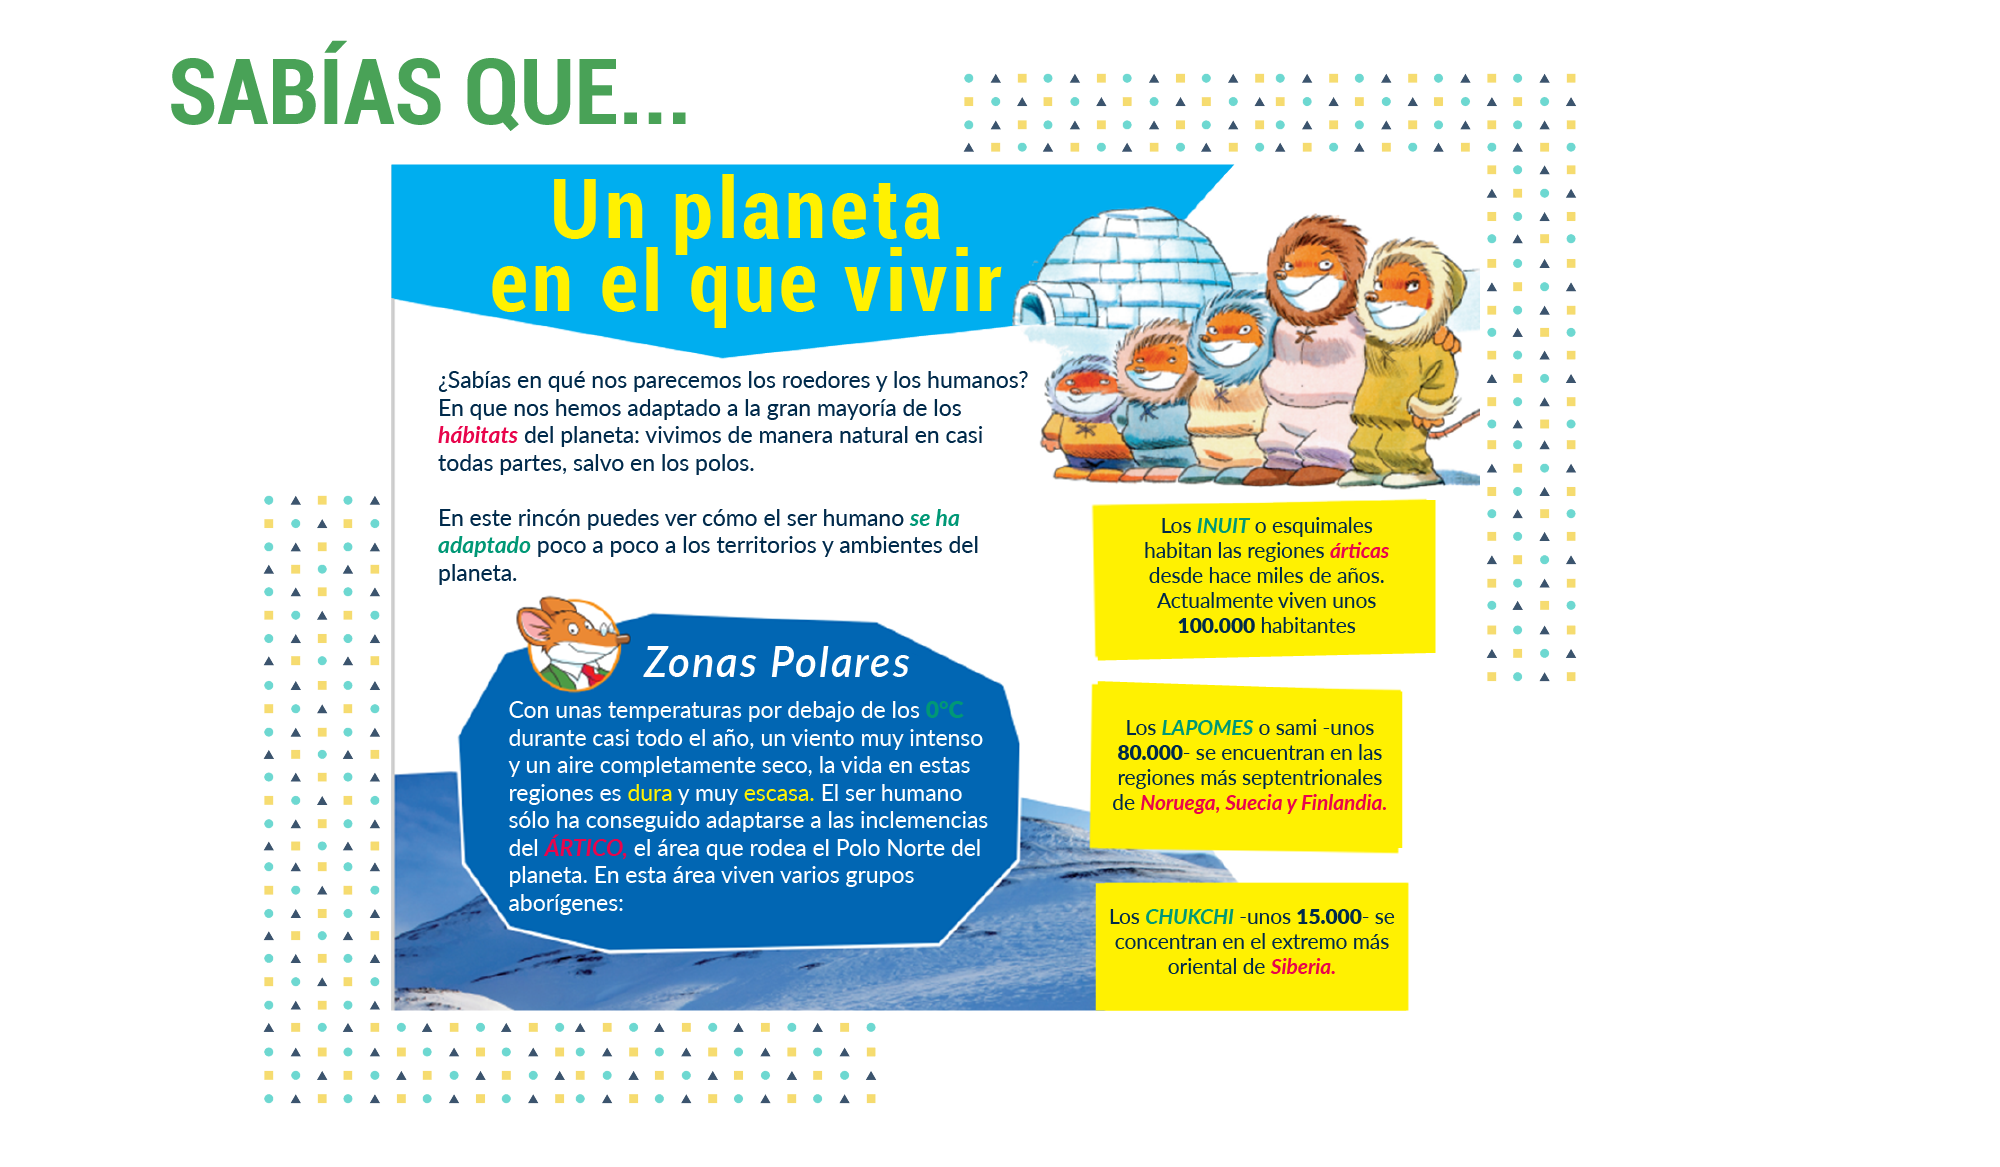 SABÍAS QUE...
Un planeta
en el que vivir
¿Sabías en qué nos parecemos los roedores y los humanos?
En que nos hemos adaptado a la gran mayoría de los
hábitats del planeta: vivimos de manera natural en casi
todas partes, salvo en los polos.
En este rincón puedes ver cómo el ser humano se ha
adaptado poco a poco a los territorios y ambientes del
planeta.
Zonas Polares
Con unas temperaturas por debajo de los 0°C
durante casi todo el año, un viento muy intenso
y un aire completamente seco, la vida en estas
regiones es dura y muy escasa. El ser humano
sólo ha conseguido adaptarse a las inclemencias
del ÁRTICO, el área que rodea el Polo Norte del
planeta. En esta área viven varios grupos
aborígenes:
Los INUIT o esquimales
habitan las regiones árticas
desde hace miles de años.
Actualmente viven unos
100.000 habitantes
Los LAPOMES o sami -unos
80.000- se encuentran en las
regiones más septentrionales
de Noruega, Suecia y Finlandia.
Los CHUKCHI -unos 15.000- se
concentran en el extremo más
oriental de Siberia.